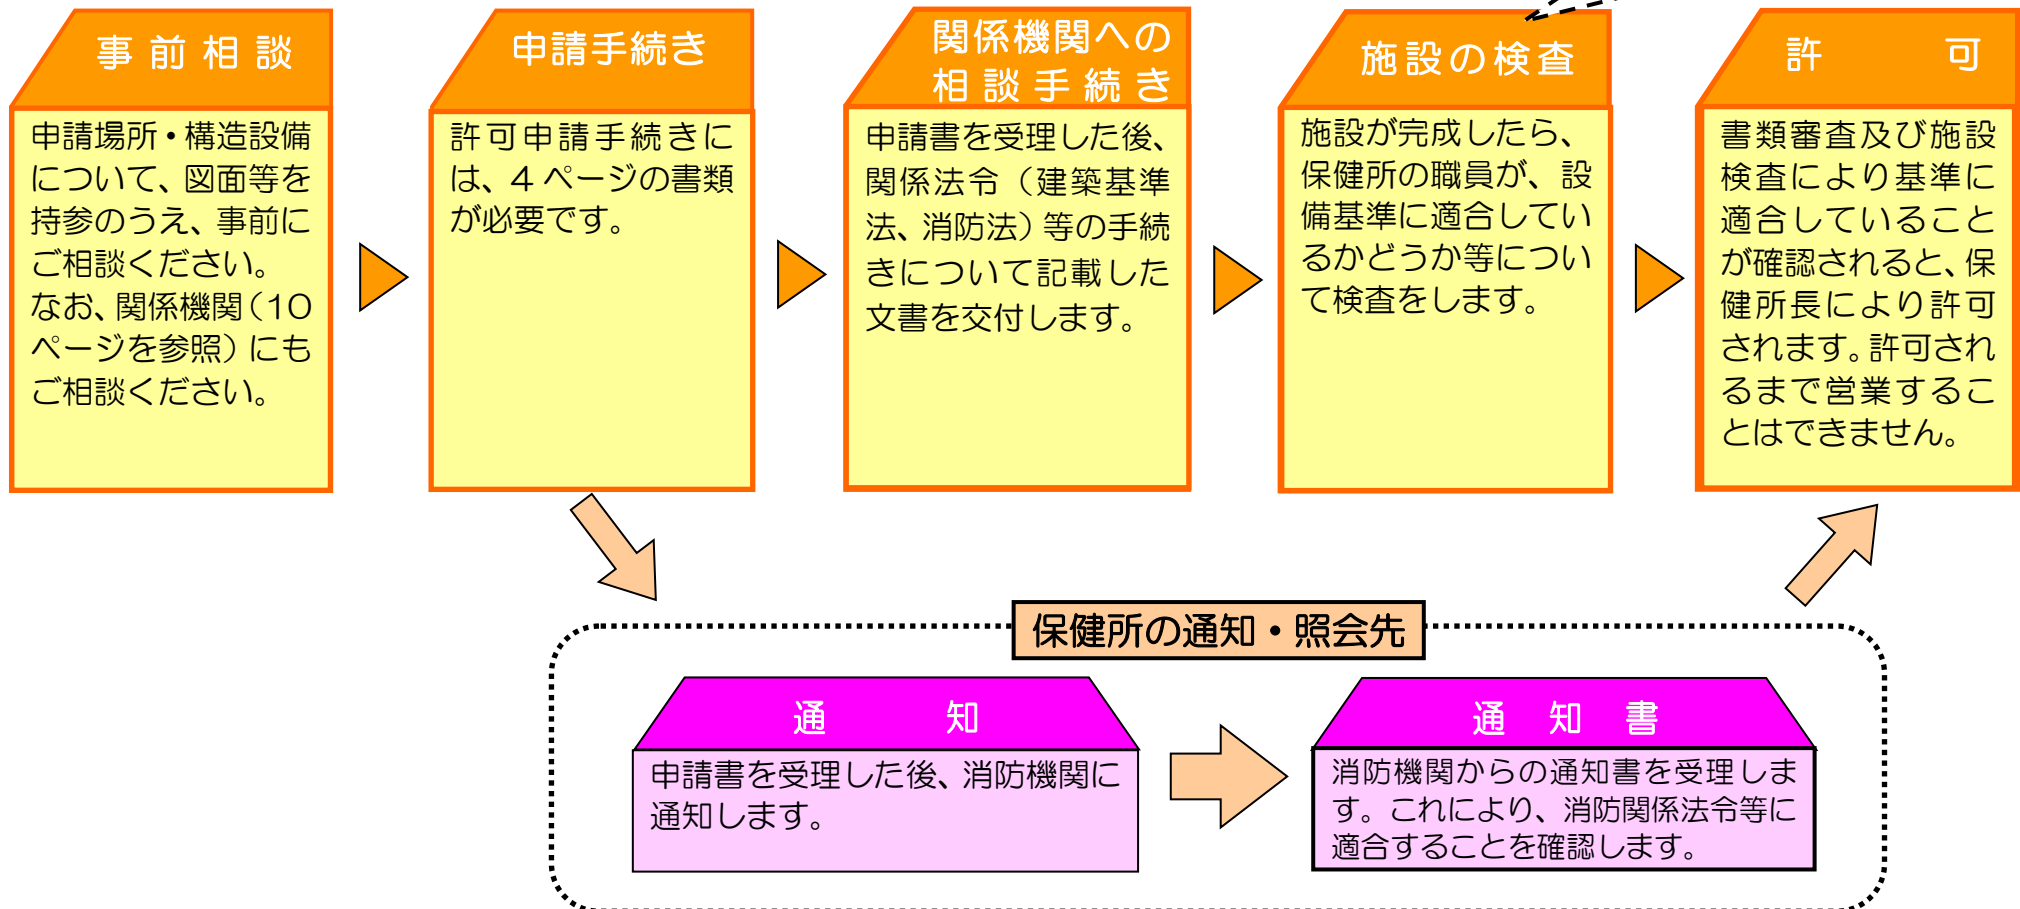 事前相談
申請場所・構造設備
について、図面等を
持参のうえ、事前に
ご相談ください。
なお、関係機関（10
ページを参照）にも
ご相談ください。
申請手続き
許可申請手続きに
は、4ページの書類
が必要です。
関係機関への
相談手続き
申請書を受理した後、
関係法令（建築基準
法、消防法）等の手続
きについて記載した
文書を交付します。
施設の検査
施設が完成したら、
保健所の職員が、設
備基準に適合してい
るかどうか等につい
て検査をします。
許可
書類審査及び施設
検査により基準に
適合していること
が確認されると、保
健所長により許可
されます。許可され
るまで営業するこ
とはできません。
保健所の通知・照会先
通知
申請書を受理した後、消防機関に
通知します。
通知書
消防機関からの通知書を受理しま
す。これにより、消防関係法令等に
適合することを確認します。